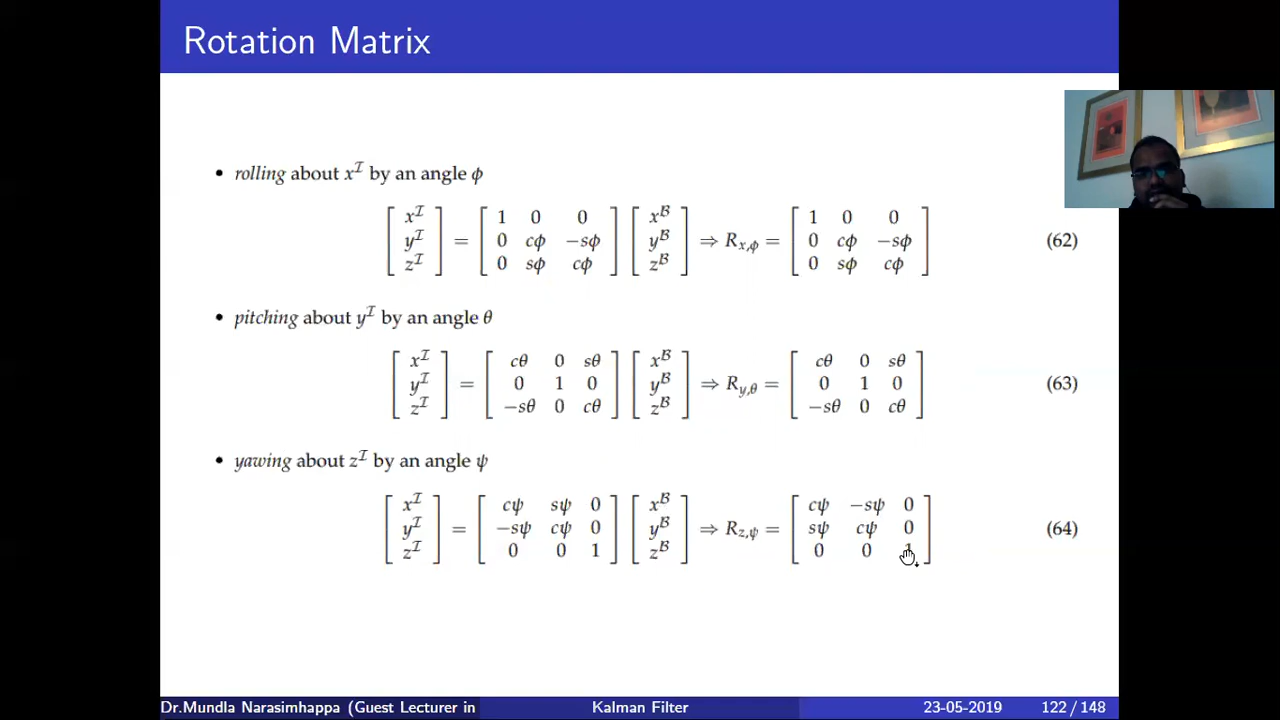 Rotation Matrix
• rolling about x^I by an angle ϕ
[ x^I y^I z^I ] = [ 1 0 0 ; 0 cϕ −sϕ ; 0 sϕ cϕ ] [ x^B y^B z^B ] ⇒ R_{x,ϕ} = [ 1 0 0 ; 0 cϕ −sϕ ; 0 sϕ cϕ ] (62)
• pitching about y^I by an angle θ
[ x^I y^I z^I ] = [ cθ 0 sθ ; 0 1 0 ; −sθ 0 cθ ] [ x^B y^B z^B ] ⇒ R_{y,θ} = [ cθ 0 sθ ; 0 1 0 ; −sθ 0 cθ ] (63)
• yawing about z^I by an angle ψ
[ x^I y^I z^I ] = [ cψ sψ 0 ; −sψ cψ 0 ; 0 0 1 ] [ x^B y^B z^B ] ⇒ R_{z,ψ} = [ cψ −sψ 0 ; sψ cψ 0 ; 0 0 1 ] (64)
Dr.Mundla Narasimhappa (Guest Lecturer in Kalman Filter 23-05-2019 122 / 148